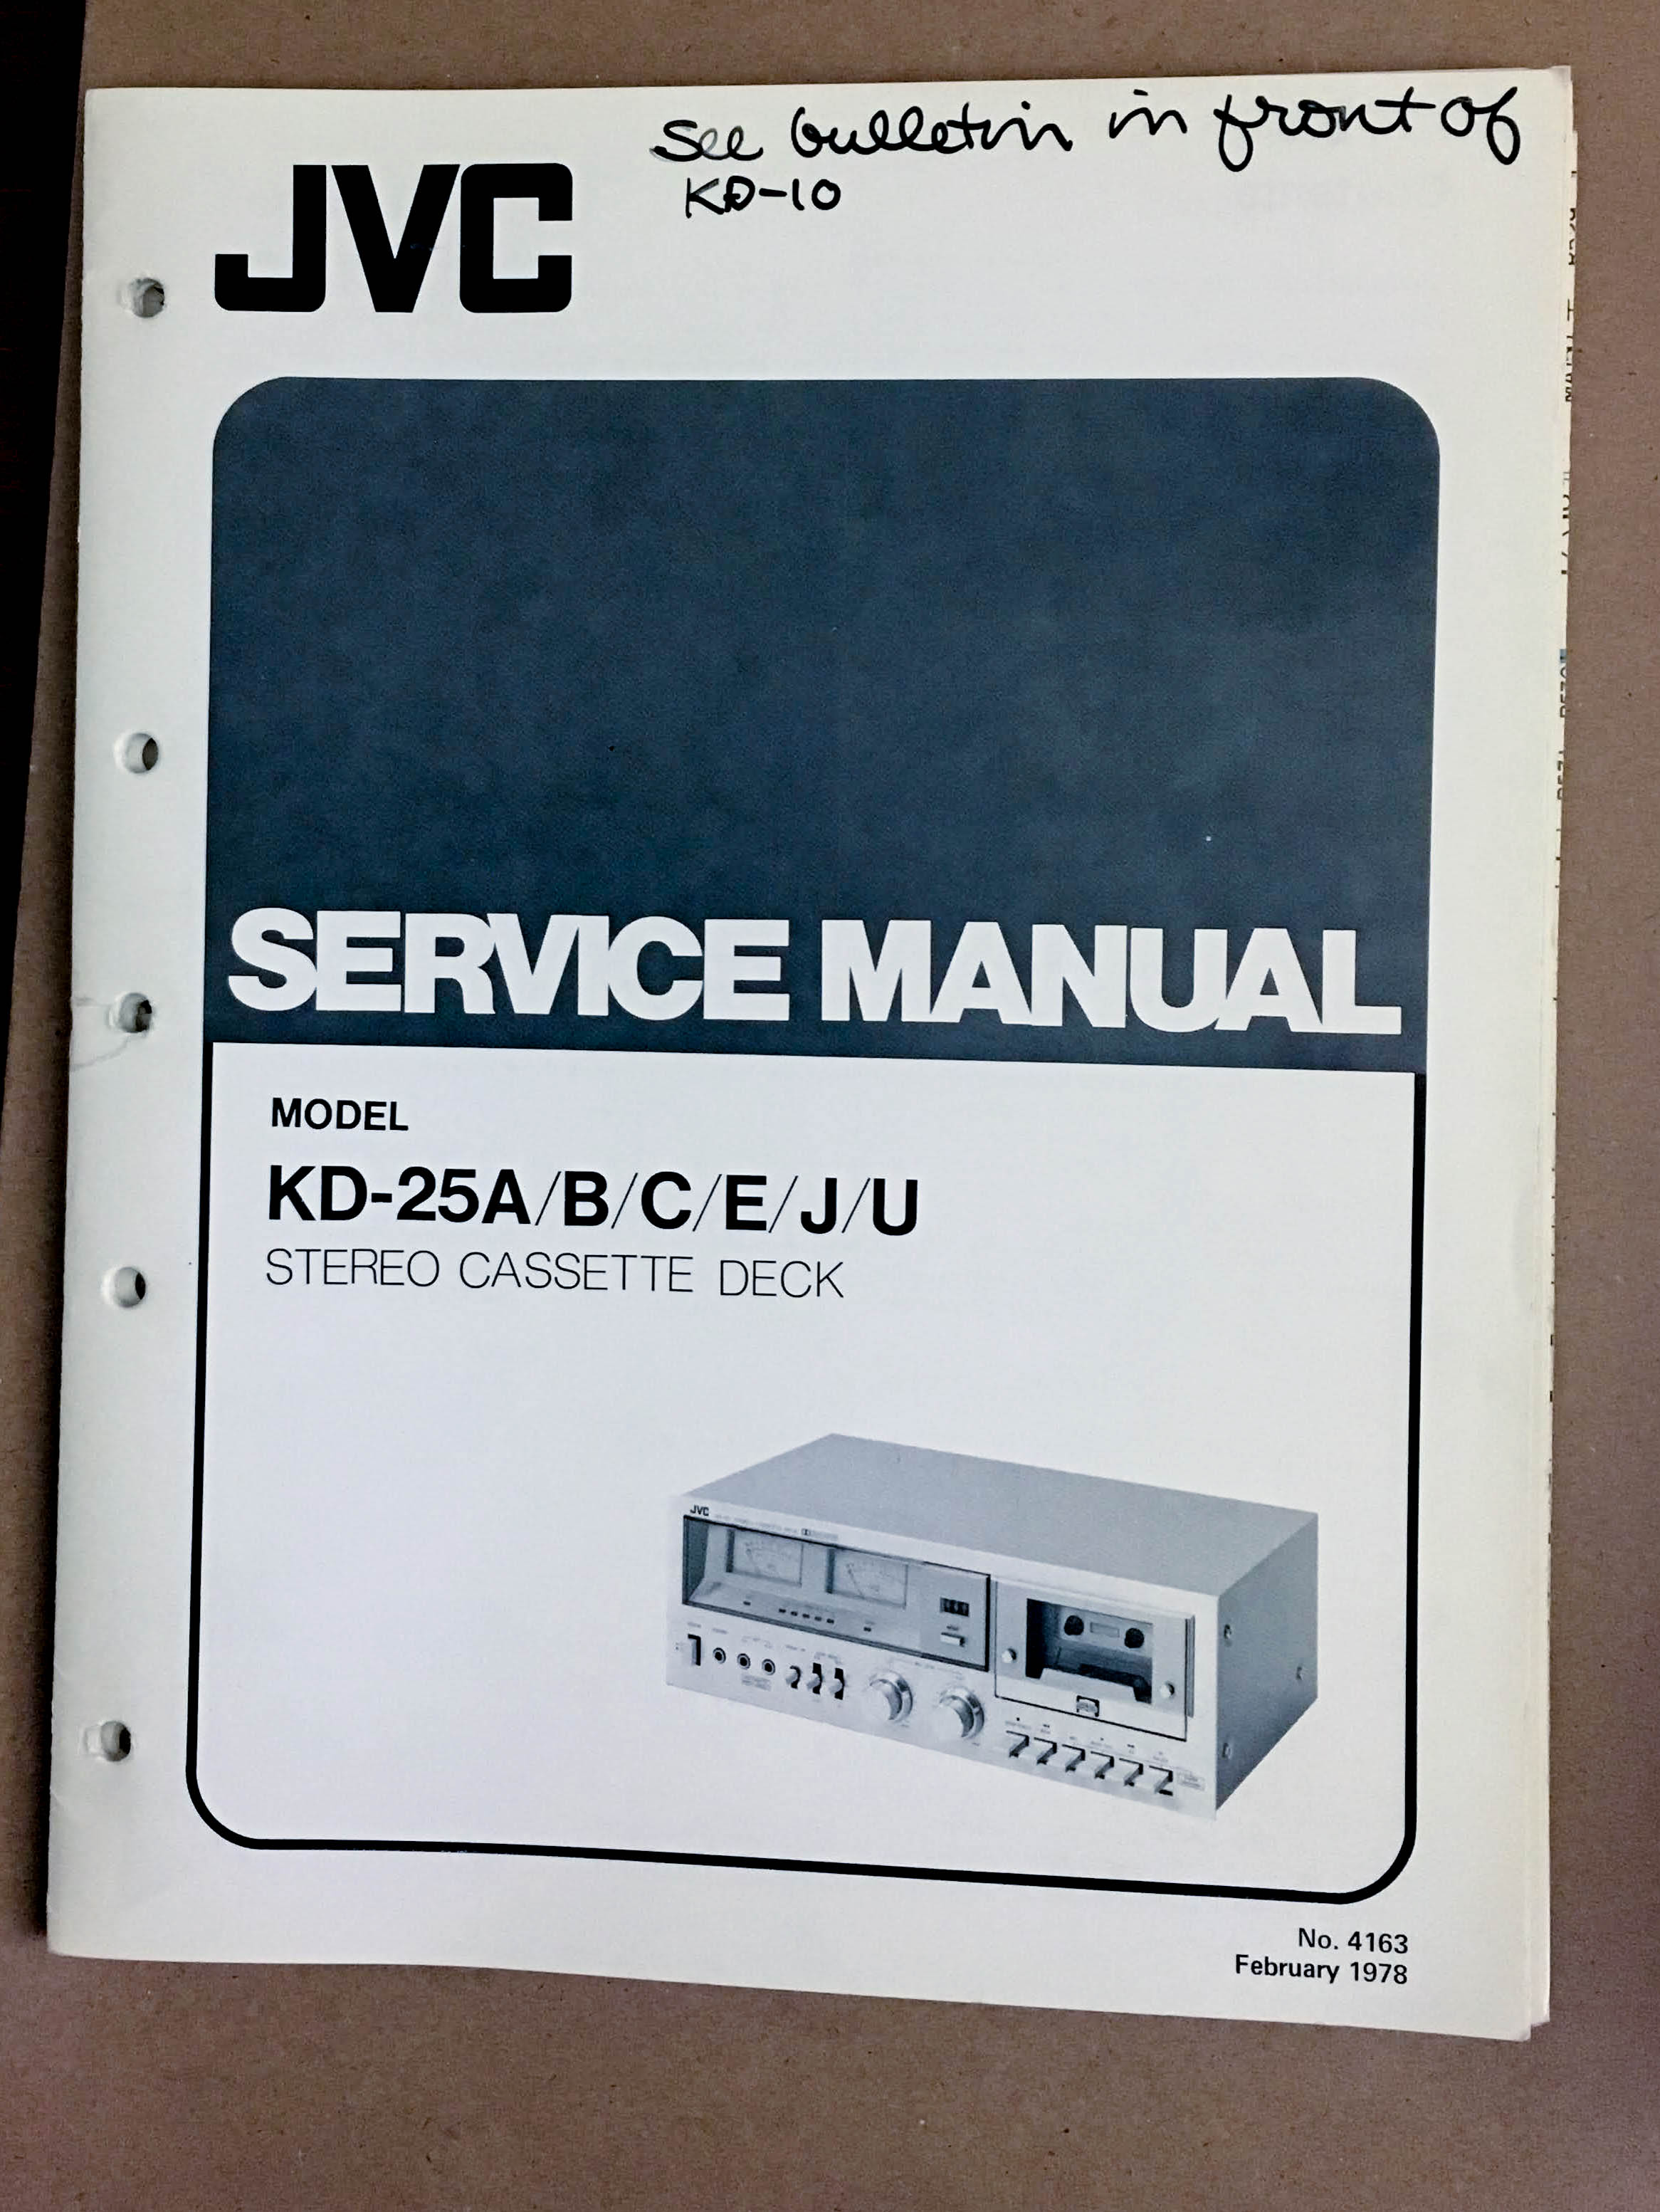 See bulletin in front of
KD-10
JVC
SERVICE MANUAL
MODEL
KD-25A/B/C/E/J/U
STEREO CASSETTE DECK
JVC
No. 4163
February 1978